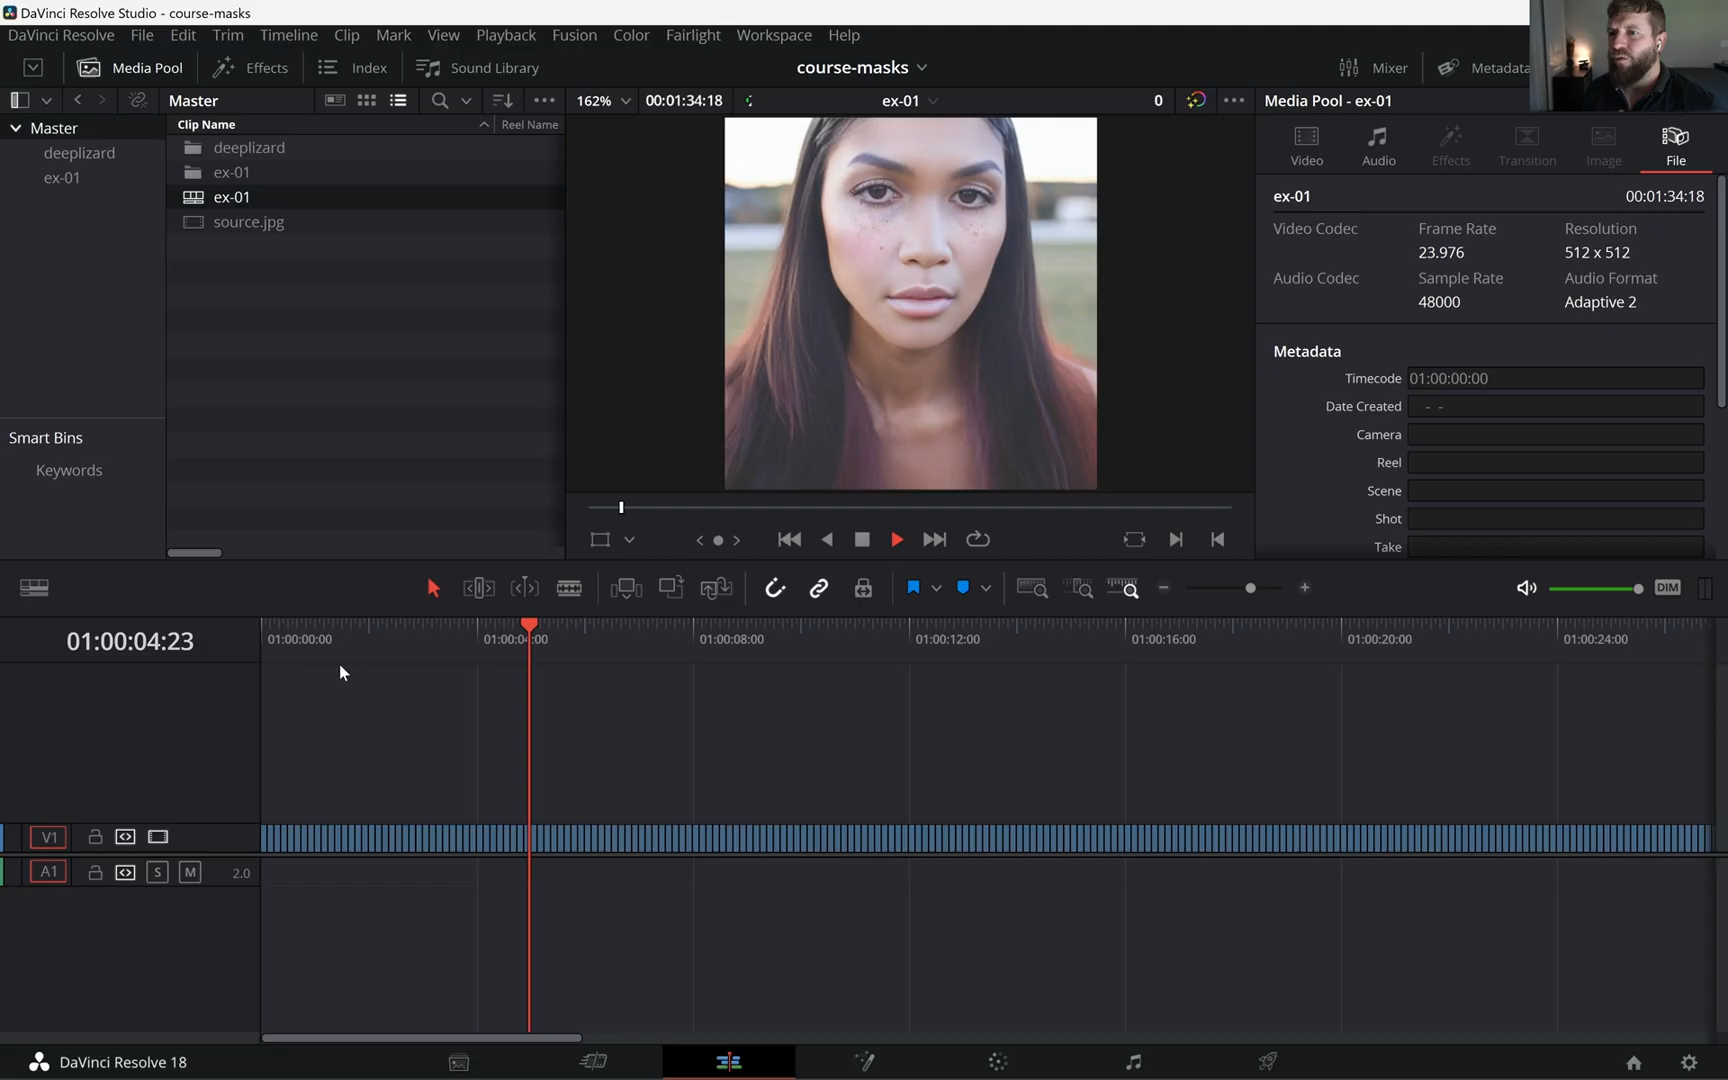 DaVinci Resolve Studio - course-masks
DaVinci Resolve File Edit Trim Timeline Clip Mark View Playback Fusion Color Fairlight Workspace Help
Media Pool Effects Index Sound Library course-masks Mixer Metadata
Master 162% 00:01:34:18 ex-01 0 Media Pool - ex-01
Master Clip Name Reel Name
deeplizard
ex-01
deeplizard
ex-01
ex-01
source.jpg
Smart Bins
Keywords
Video Audio Effects Transition Image File
ex-01 00:01:34:18
Video Codec Frame Rate Resolution
23.976 512 x 512
Audio Codec Sample Rate Audio Format
48000 Adaptive 2
Metadata
Timecode 01:00:00:00
Date Created - -
Camera
Reel
Scene
Shot
Take
DIM
01:00:04:23 01:00:00:00 01:00:04:00 01:00:08:00 01:00:12:00 01:00:16:00 01:00:20:00 01:00:24:00
V1
A1 S M 2.0
DaVinci Resolve 18